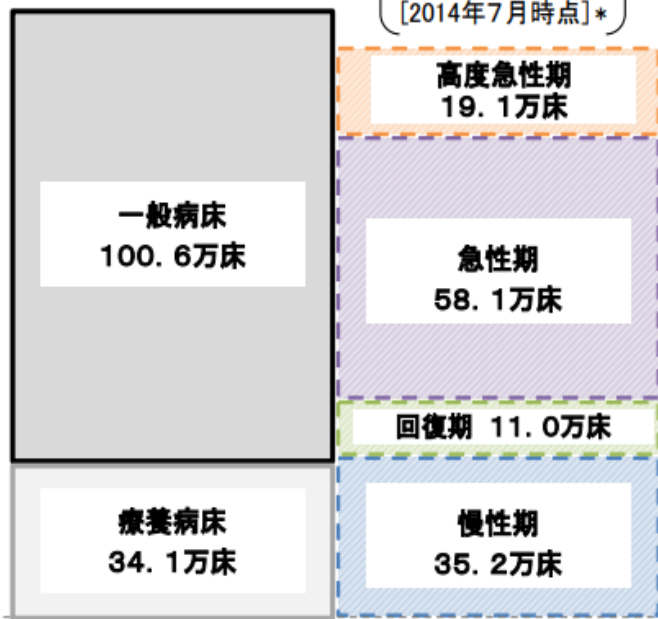 [2014年7月時点]*
高度急性期
19.1万床
一般病床
100.6万床
急性期
58.1万床
回復期 11.0万床
療養病床
34.1万床
慢性期
35.2万床